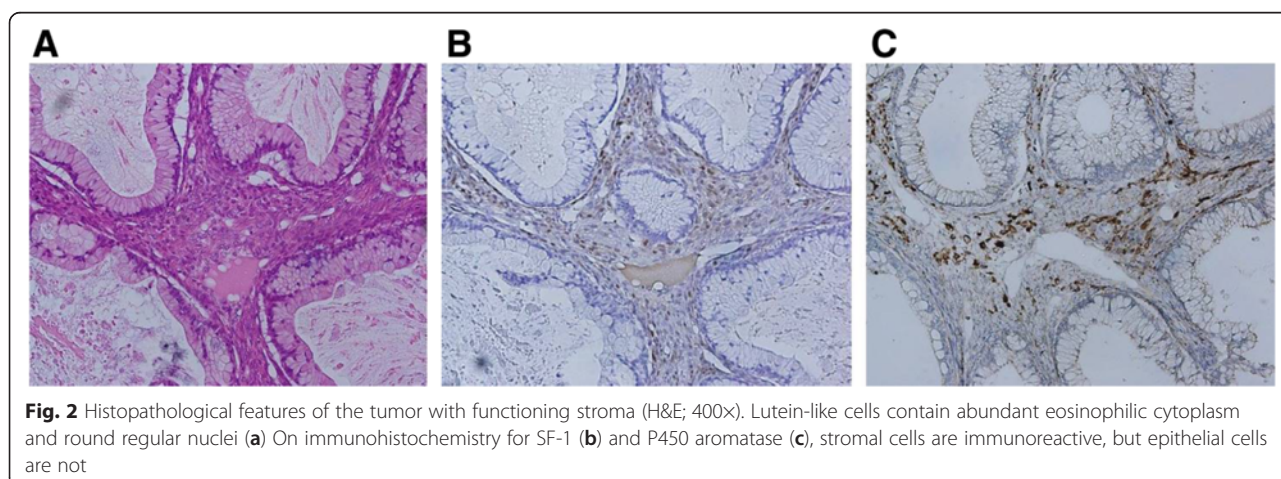 A B C
Fig. 2 Histopathological features of the tumor with functioning stroma (H&E; 400×). Lutein-like cells contain abundant eosinophilic cytoplasm
and round regular nuclei (a) On immunohistochemistry for SF-1 (b) and P450 aromatase (c), stromal cells are immunoreactive, but epithelial cells
are not